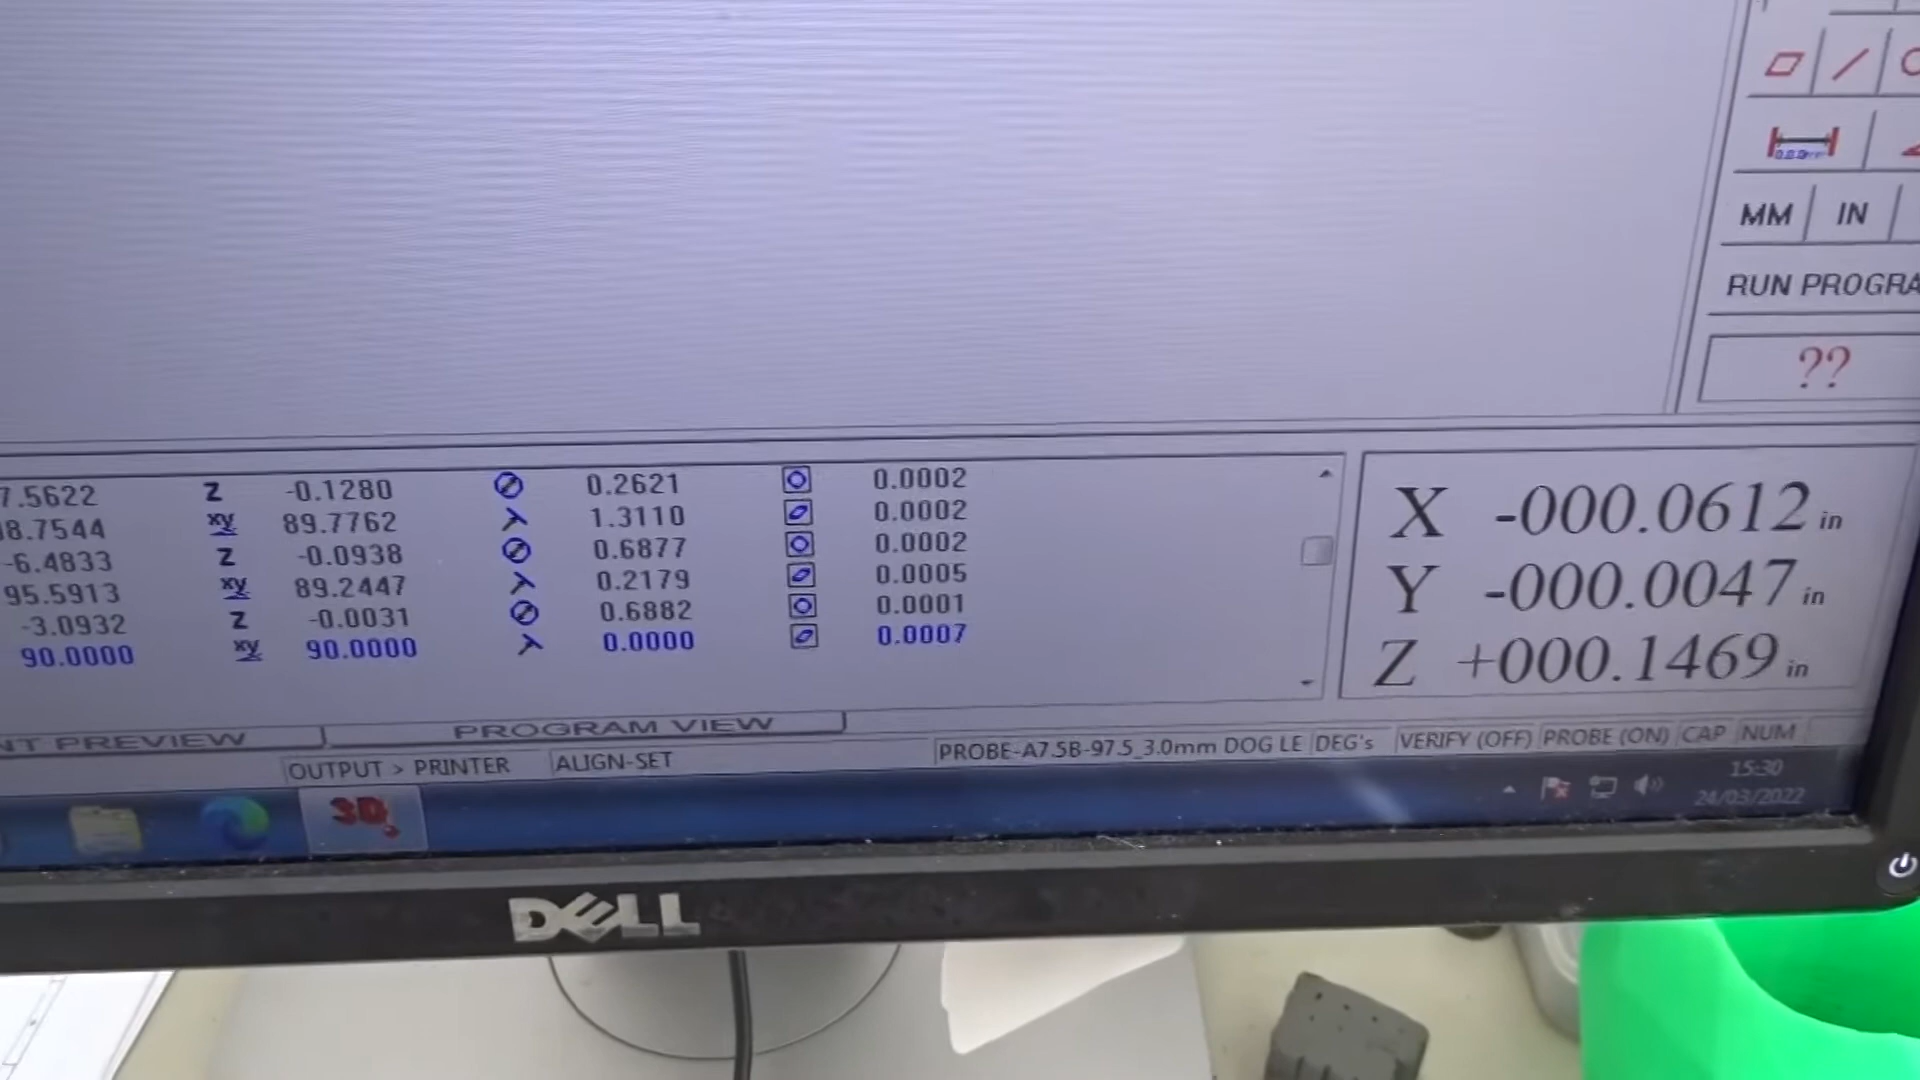 MM IN
RUN PROGRA
??
7.5622 Z -0.1280 0.2621 0.0002
8.7544 xy 89.7762 1.3110 0.0002
-6.4833 Z -0.0938 0.6877 0.0002
95.5913 xy 89.2447 0.2179 0.0005
-3.0932 Z -0.0031 0.6882 0.0001
90.0000 xy 90.0000 0.0000 0.0007
X -000.0612 in
Y -000.0047 in
Z +000.1469 in
NT PREVIEW PROGRAM VIEW
OUTPUT > PRINTER ALIGN-SET PROBE-A7.5B-97.5_3.0mm DOG LE DEG's VERIFY (OFF) PROBE (ON) CAP NUM
3D
15:30
24/03/2022
DELL